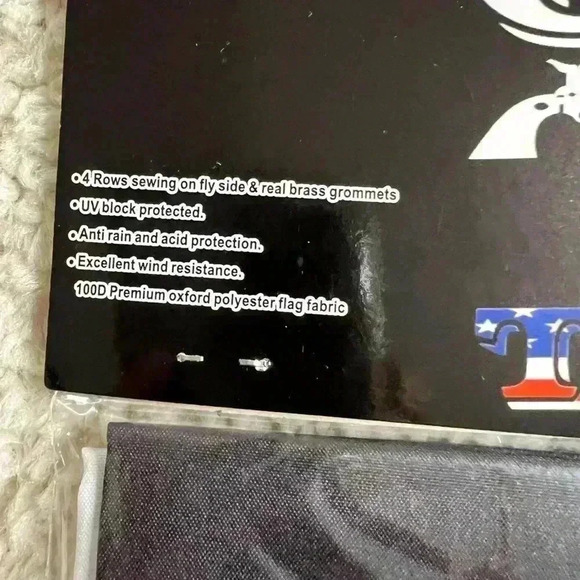 •4 Rows sewing on fly side & real brass grommets
•UV block protected.
•Anti rain and acid protection.
•Excellent wind resistance.
100D Premium oxford polyester flag fabric
T